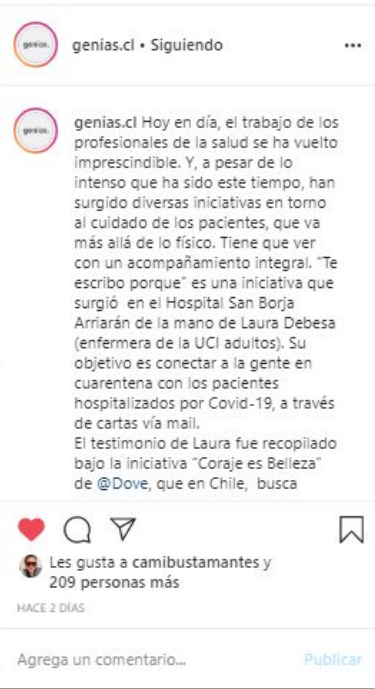 genias.
genias.cl • Siguiendo
genias.
genias.cl Hoy en día, el trabajo de los
profesionales de la salud se ha vuelto
imprescindible. Y, a pesar de lo
intenso que ha sido este tiempo, han
surgido diversas iniciativas en torno
al cuidado de los pacientes, que va
más allá de lo físico. Tiene que ver
con un acompañamiento integral. "Te
escribo porque" es una iniciativa que
surgió en el Hospital San Borja
Arriarán de la mano de Laura Debesa
(enfermera de la UCI adultos). Su
objetivo es conectar a la gente en
cuarentena con los pacientes
hospitalizados por Covid-19, a través
de cartas vía mail.
El testimonio de Laura fue recopilado
bajo la iniciativa "Coraje es Belleza"
de @Dove, que en Chile, busca
Les gusta a camibustamantes y
209 personas más
HACE 2 DÍAS
Agrega un comentario... Publicar